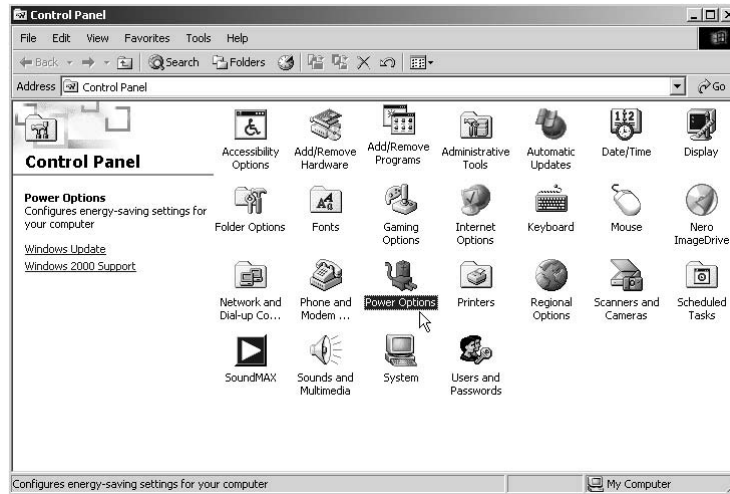 Control Panel
File Edit View Favorites Tools Help
Back Search Folders
Address Control Panel Go
Control Panel
Power Options
Configures energy-saving settings for
your computer
Windows Update
Windows 2000 Support
Accessibility
Options
Add/Remove
Hardware
Add/Remove
Programs
Administrative
Tools
Automatic
Updates
Date/Time
Display
Folder Options
Fonts
Gaming
Options
Internet
Options
Keyboard
Mouse
Nero
ImageDrive
Network and
Dial-up Co...
Phone and
Modem ...
Power Options
Printers
Regional
Options
Scanners and
Cameras
Scheduled
Tasks
SoundMAX
Sounds and
Multimedia
System
Users and
Passwords
Configures energy-saving settings for your computer My Computer